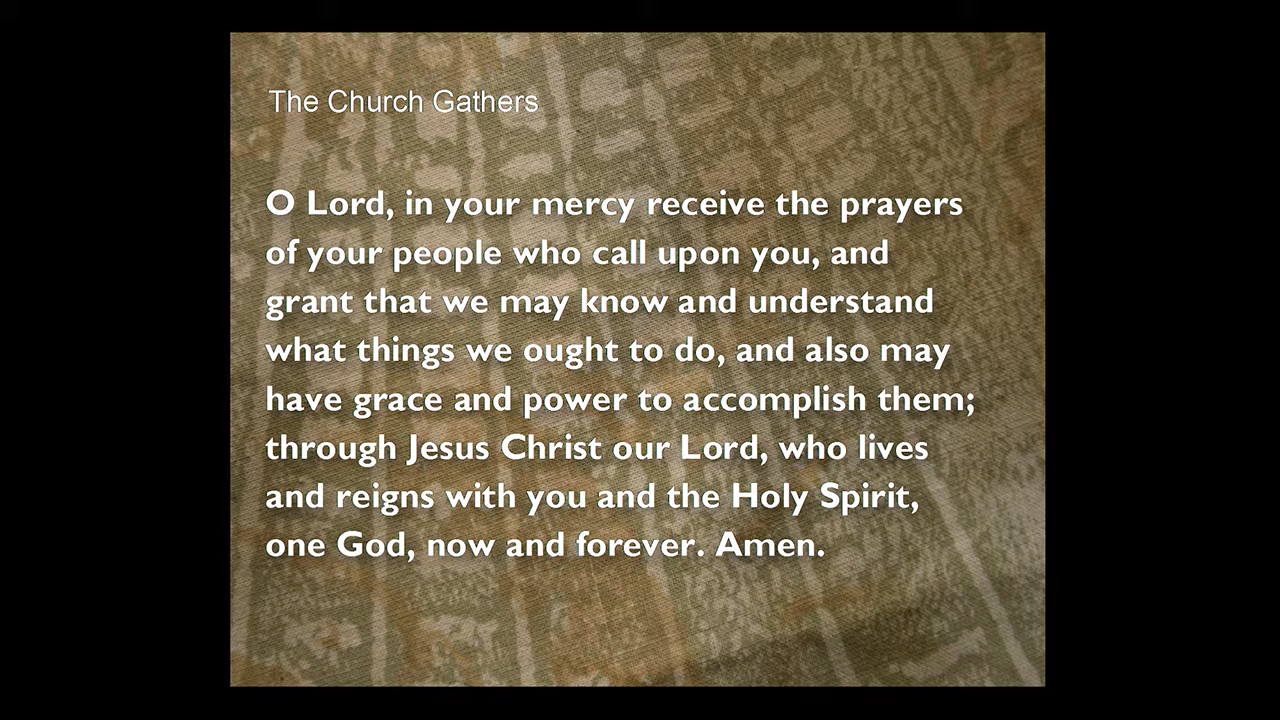 The Church Gathers
O Lord, in your mercy receive the prayers
of your people who call upon you, and
grant that we may know and understand
what things we ought to do, and also may
have grace and power to accomplish them;
through Jesus Christ our Lord, who lives
and reigns with you and the Holy Spirit,
one God, now and forever. Amen.